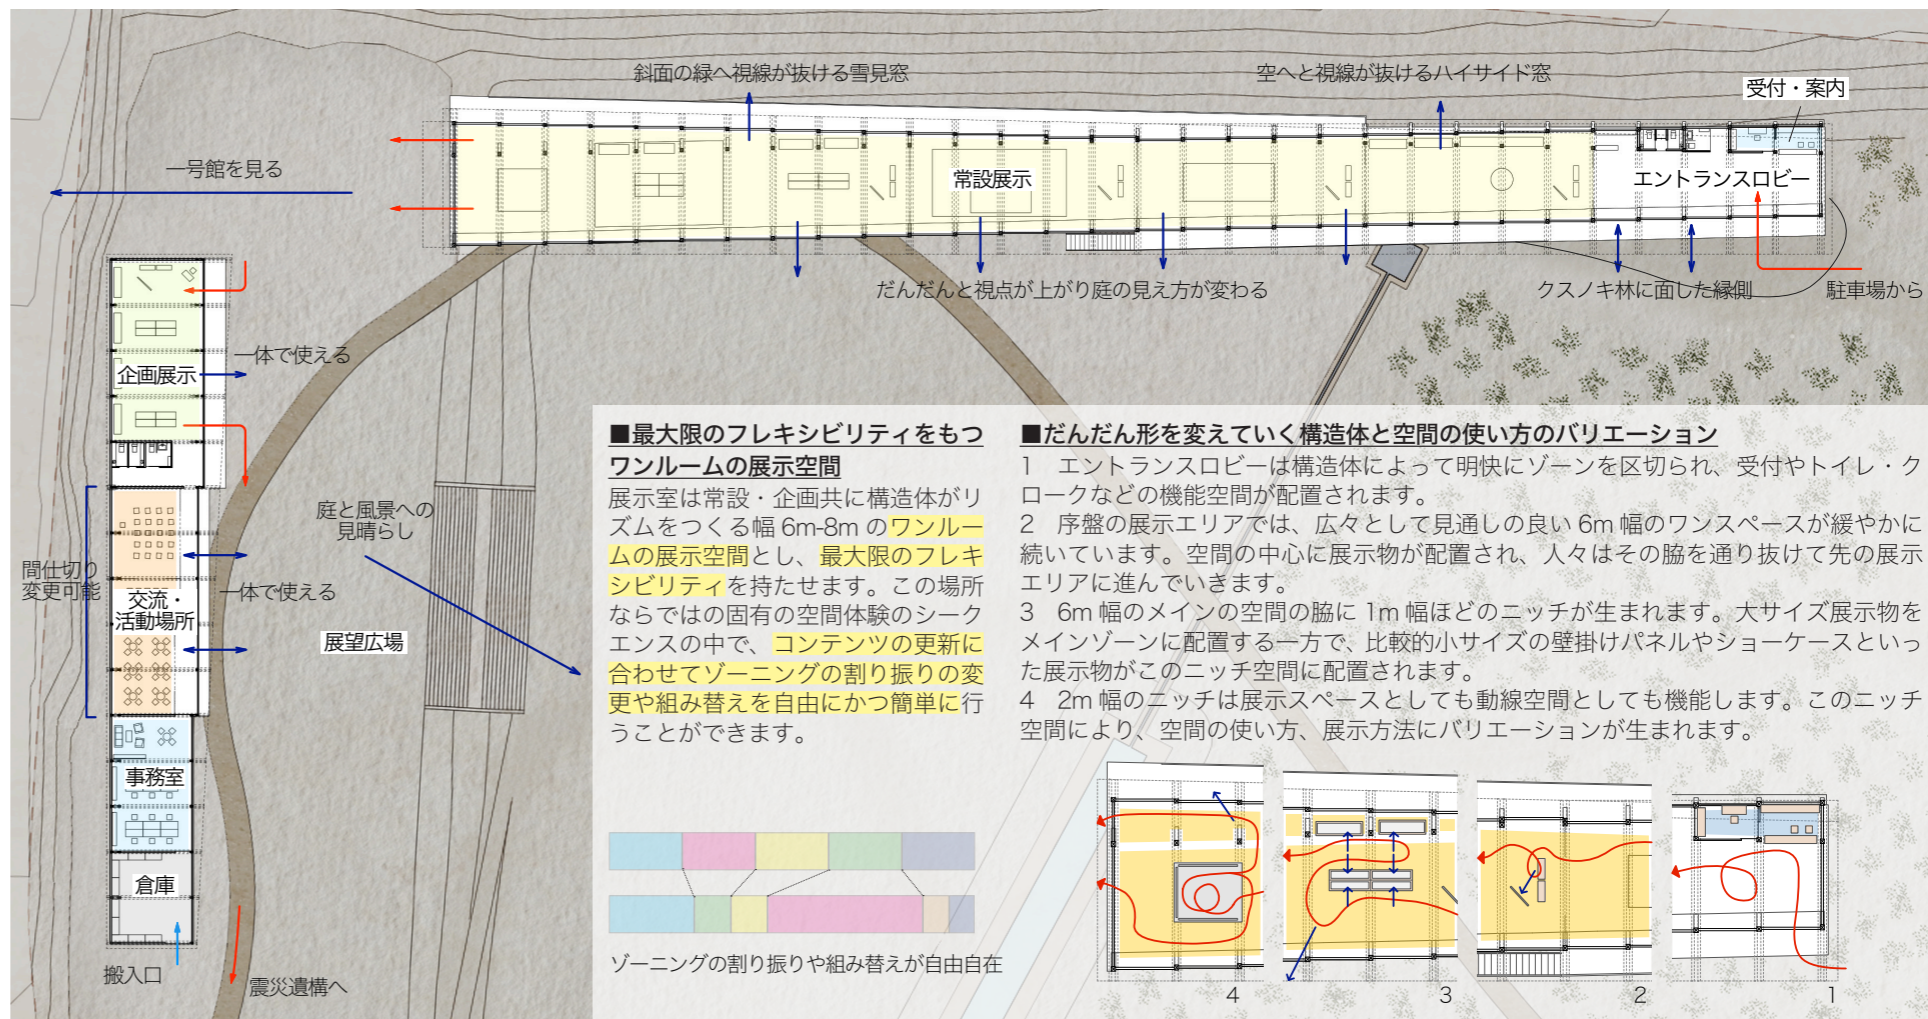 斜面の緑へ視線が抜ける雪見窓
空へと視線が抜けるハイサイド窓
受付・案内
一号館を見る
常設展示
エントランスロビー
だんだんと視点が上がり庭の見え方が変わる
クスノキ林に面した縁側
駐車場から
一体で使える
企画展示
庭と風景への
見晴らし
間仕切り
変更可能
一体で使える
交流・
活動場所
展望広場
事務室
倉庫
搬入口
震災遺構へ
■最大限のフレキシビリティをもつ
ワンルームの展示空間
展示室は常設・企画共に構造体がリ
ズムをつくる幅 6m-8m のワンルー
ムの展示空間とし、最大限のフレキ
シビリティを持たせます。この場所
ならではの固有の空間体験のシーク
エンスの中で、コンテンツの更新に
合わせてゾーニングの割り振りの変
更や組み替えを自由にかつ簡単に行
うことができます。
ゾーニングの割り振りや組み替えが自由自在
■だんだん形を変えていく構造体と空間の使い方のバリエーション
1　エントランスロビーは構造体によって明快にゾーンを区切られ、受付やトイレ・ク
ロークなどの機能空間が配置されます。
2　序盤の展示エリアでは、広々として見通しの良い 6m 幅のワンスペースが緩やかに
続いています。空間の中心に展示物が配置され、人々はその脇を通り抜けて先の展示
エリアに進んでいきます。
3　6m 幅のメインの空間の脇に 1m 幅ほどのニッチが生まれます。大サイズ展示物を
メインゾーンに配置する一方で、比較的小サイズの壁掛けパネルやショーケースといっ
た展示物がこのニッチ空間に配置されます。
4　2m 幅のニッチは展示スペースとしても動線空間としても機能します。このニッチ
空間により、空間の使い方、展示方法にバリエーションが生まれます。
4
3
2
1